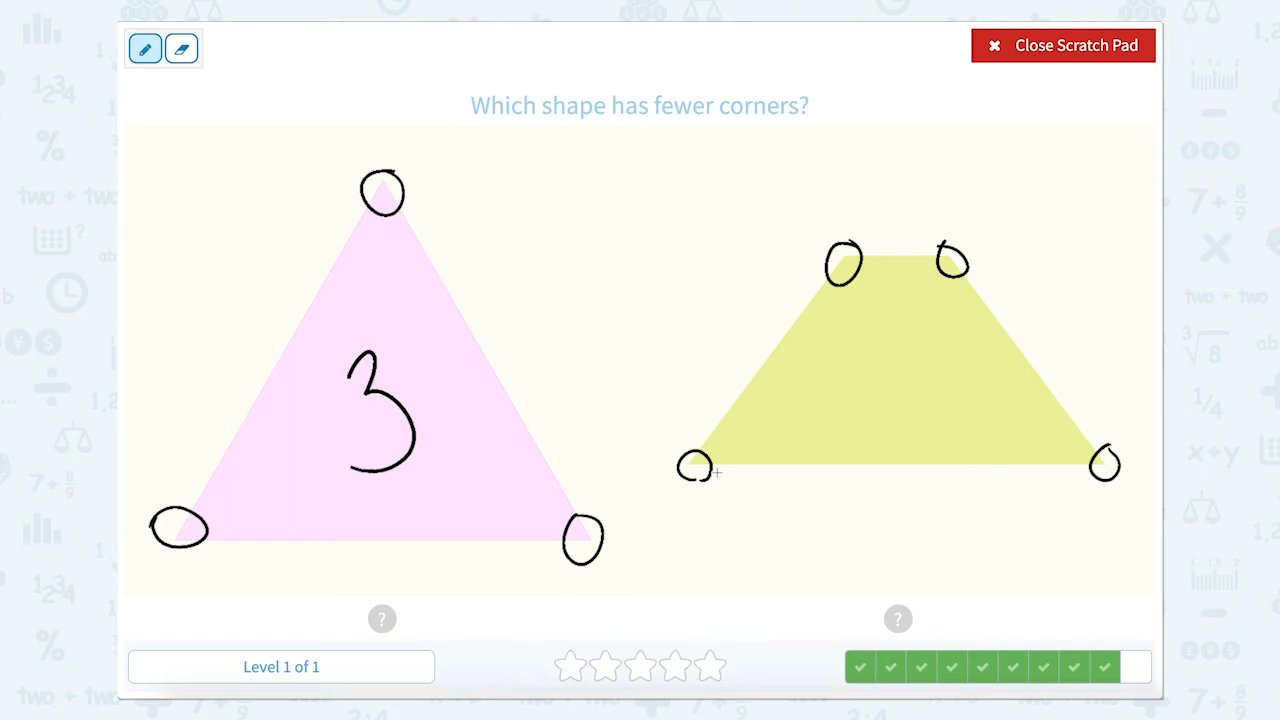 Close Scratch Pad
Which shape has fewer corners?
3
?
?
Level 1 of 1